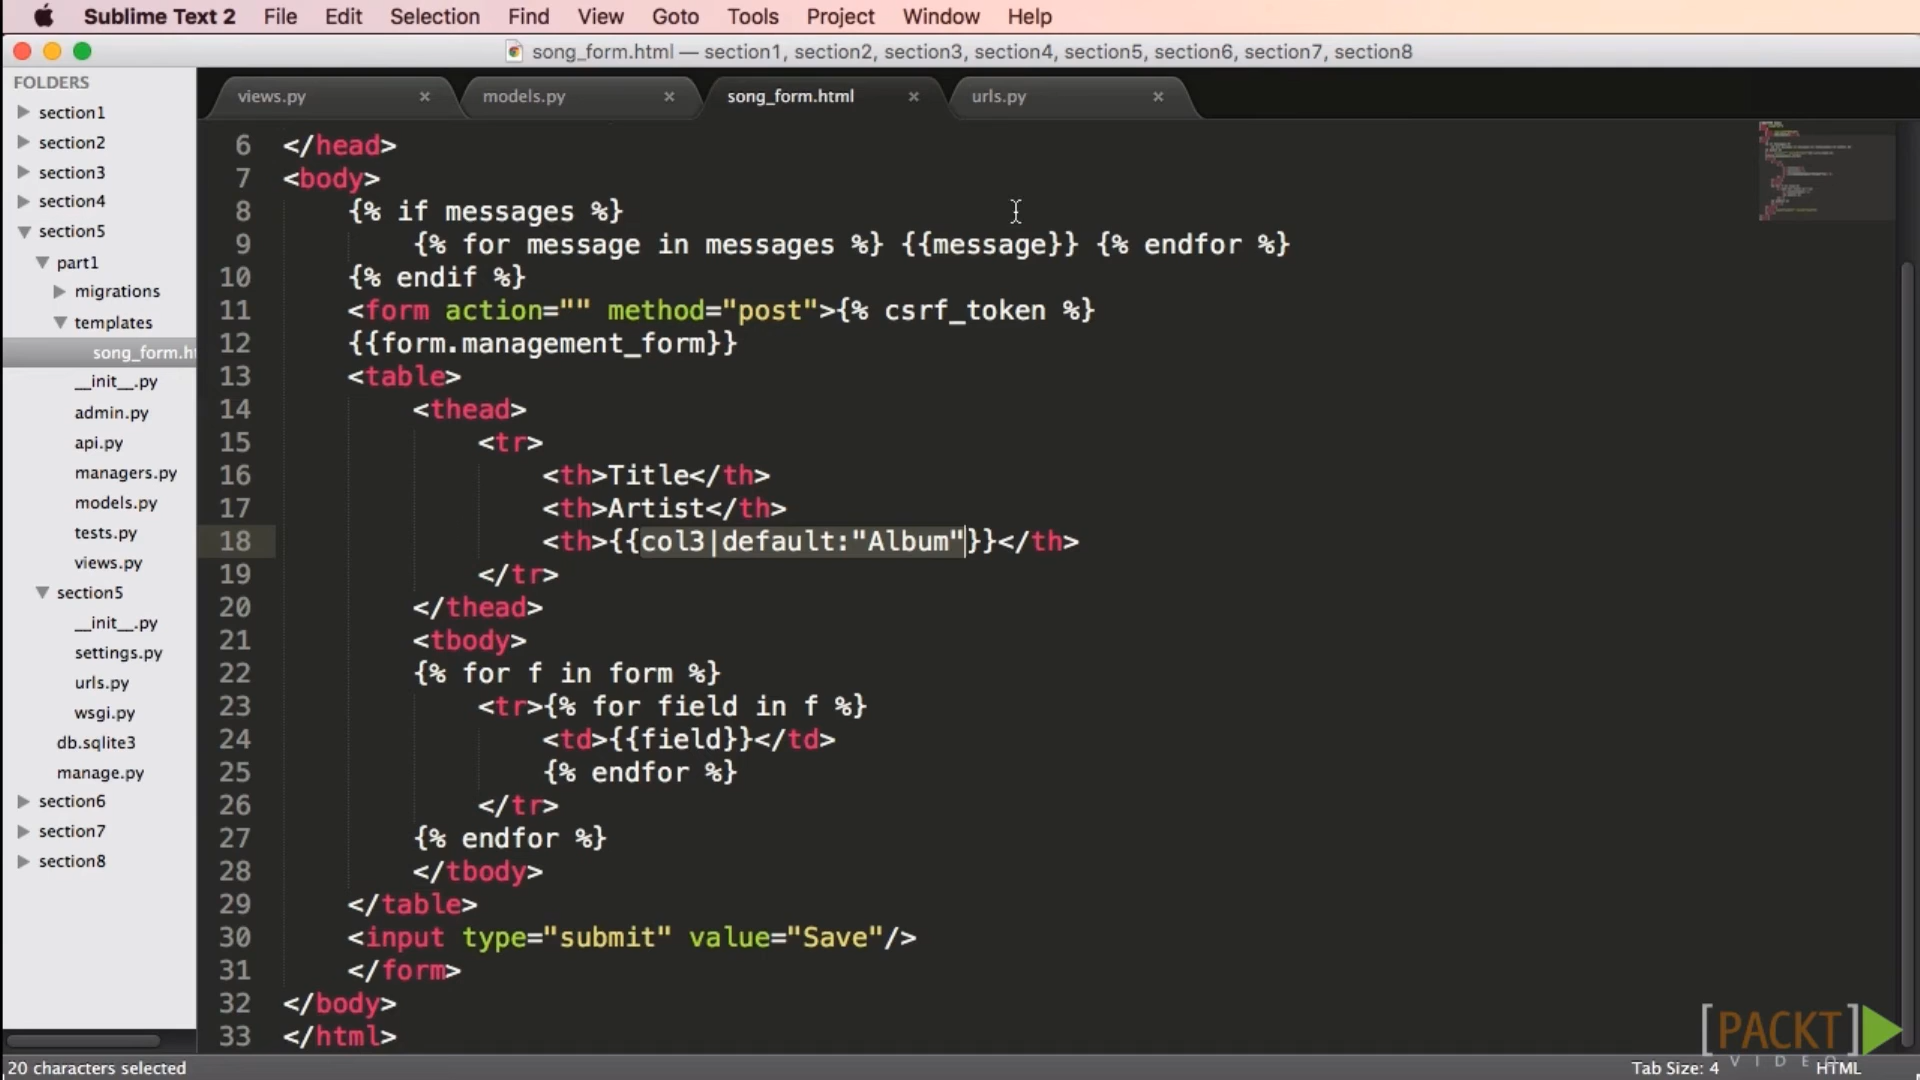 Sublime Text 2 File Edit Selection Find View Goto Tools Project Window Help
song_form.html — section1, section2, section3, section4, section5, section6, section7, section8
FOLDERS
section1
section2
section3
section4
section5
part1
migrations
templates
song_form.ht
__init__.py
admin.py
api.py
managers.py
models.py
tests.py
views.py
section5
__init__.py
settings.py
urls.py
wsgi.py
db.sqlite3
manage.py
section6
section7
section8
views.py × models.py × song_form.html × urls.py ×
6 </head>
7 <body>
8 {% if messages %}
9 {% for message in messages %} {{message}} {% endfor %}
10 {% endif %}
11 <form action="" method="post">{% csrf_token %}
12 {{form.management_form}}
13 <table>
14 <thead>
15 <tr>
16 <th>Title</th>
17 <th>Artist</th>
18 <th>{{col3|default:"Album"}}</th>
19 </tr>
20 </thead>
21 <tbody>
22 {% for f in form %}
23 <tr>{% for field in f %}
24 <td>{{field}}</td>
25 {% endfor %}
26 </tr>
27 {% endfor %}
28 </tbody>
29 </table>
30 <input type="submit" value="Save"/>
31 </form>
32 </body>
33 </html>
[PACKT]
VIDEO
20 characters selected
Tab Size: 4
HTML